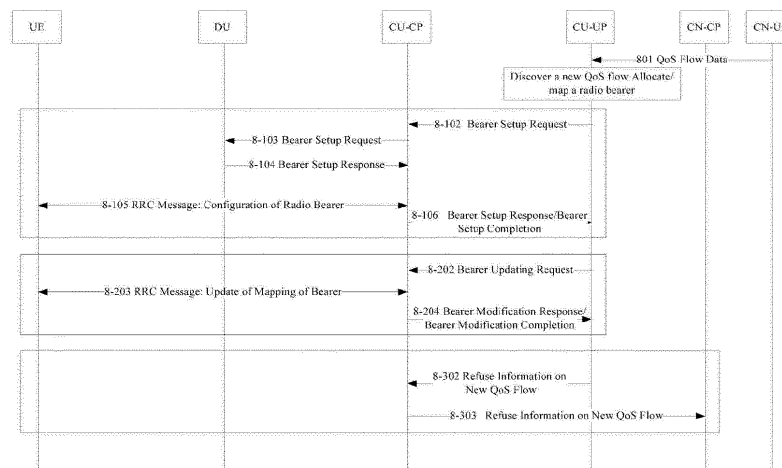 UE
DU
CU-CP
CU-UP
CN-CP
CN-U
801 QoS Flow Data
Discover a new QoS flow Allocate/
map a radio bearer
8-102 Bearer Setup Request
8-103 Bearer Setup Request
8-104 Bearer Setup Response
8-105 RRC Message: Configuration of Radio Bearer
8-106 Bearer Setup Response/Bearer
Setup Completion
8-202 Bearer Updating Request
8-203 RRC Message: Update of Mapping of Bearer
8-204 Bearer Modification Response/
Bearer Modification Completion
8-302 Refuse Information on
New QoS Flow
8-303 Refuse Information on New QoS Flow